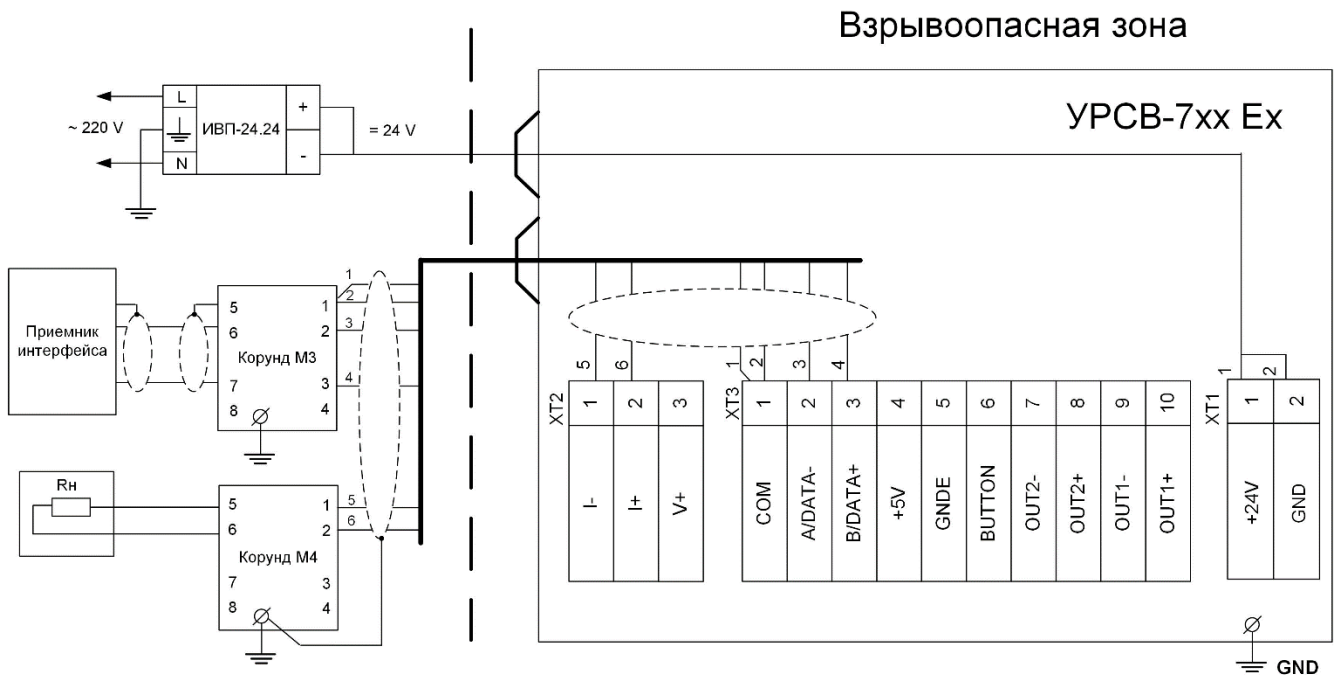 Взрывоопасная зона
УРСВ-7хх Ех
L
N
~ 220 V
ИВП-24.24
+
-
= 24 V
Приемник
интерфейса
5
6
7
8
Корунд М3
1
2
3
4
1
2
3
4
Rн
5
6
7
8
Корунд М4
1
2
3
4
5
6
5
6
XT2
1
2
3
I-
I+
V+
1
2
3
4
XT3
1
2
3
4
5
6
7
8
9
10
COM
A/DATA-
B/DATA+
+5V
GNDE
BUTTON
OUT2-
OUT2+
OUT1-
OUT1+
1
2
XT1
1
2
+24V
GND
GND